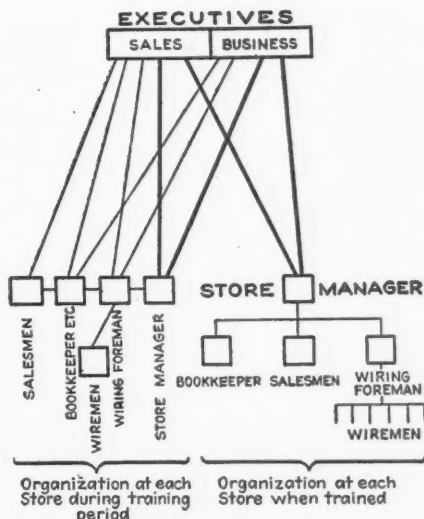 EXECUTIVES
SALES BUSINESS
STORE MANAGER
SALESMEN
BOOKKEEPER ETC
WIREMEN
WIRING FOREMAN
STORE MANAGER
BOOKKEEPER SALESMEN WIRING
FOREMAN
WIREMEN
Organization at each
Store during training
period
Organization at each
Store when trained